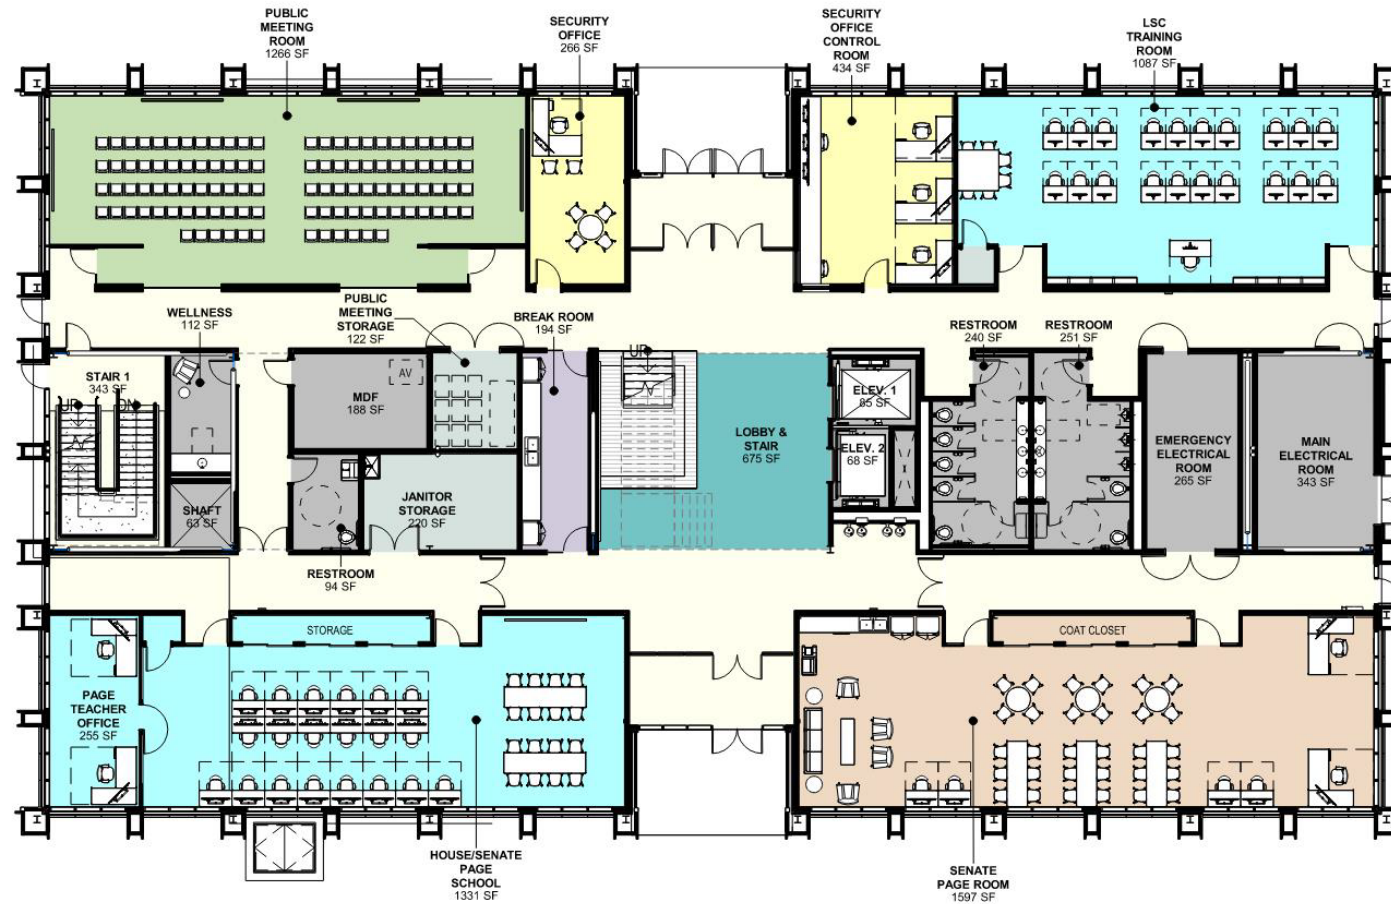 PUBLIC
MEETING
ROOM
1266 SF
SECURITY
OFFICE
266 SF
SECURITY
OFFICE
CONTROL
ROOM
434 SF
LSC
TRAINING
ROOM
1087 SF
WELLNESS
112 SF
PUBLIC
MEETING
STORAGE
122 SF
BREAK ROOM
194 SF
RESTROOM
240 SF
RESTROOM
251 SF
STAIR 1
343 SF
UP
DN
MDF
188 SF
AV
UP
LOBBY &
STAIR
675 SF
ELEV. 1
65 SF
ELEV. 2
68 SF
EMERGENCY
ELECTRICAL
ROOM
265 SF
MAIN
ELECTRICAL
ROOM
343 SF
SHAFT
63 SF
JANITOR
STORAGE
220 SF
RESTROOM
94 SF
STORAGE
COAT CLOSET
PAGE
TEACHER
OFFICE
255 SF
HOUSE/SENATE
PAGE
SCHOOL
1331 SF
SENATE
PAGE ROOM
1597 SF